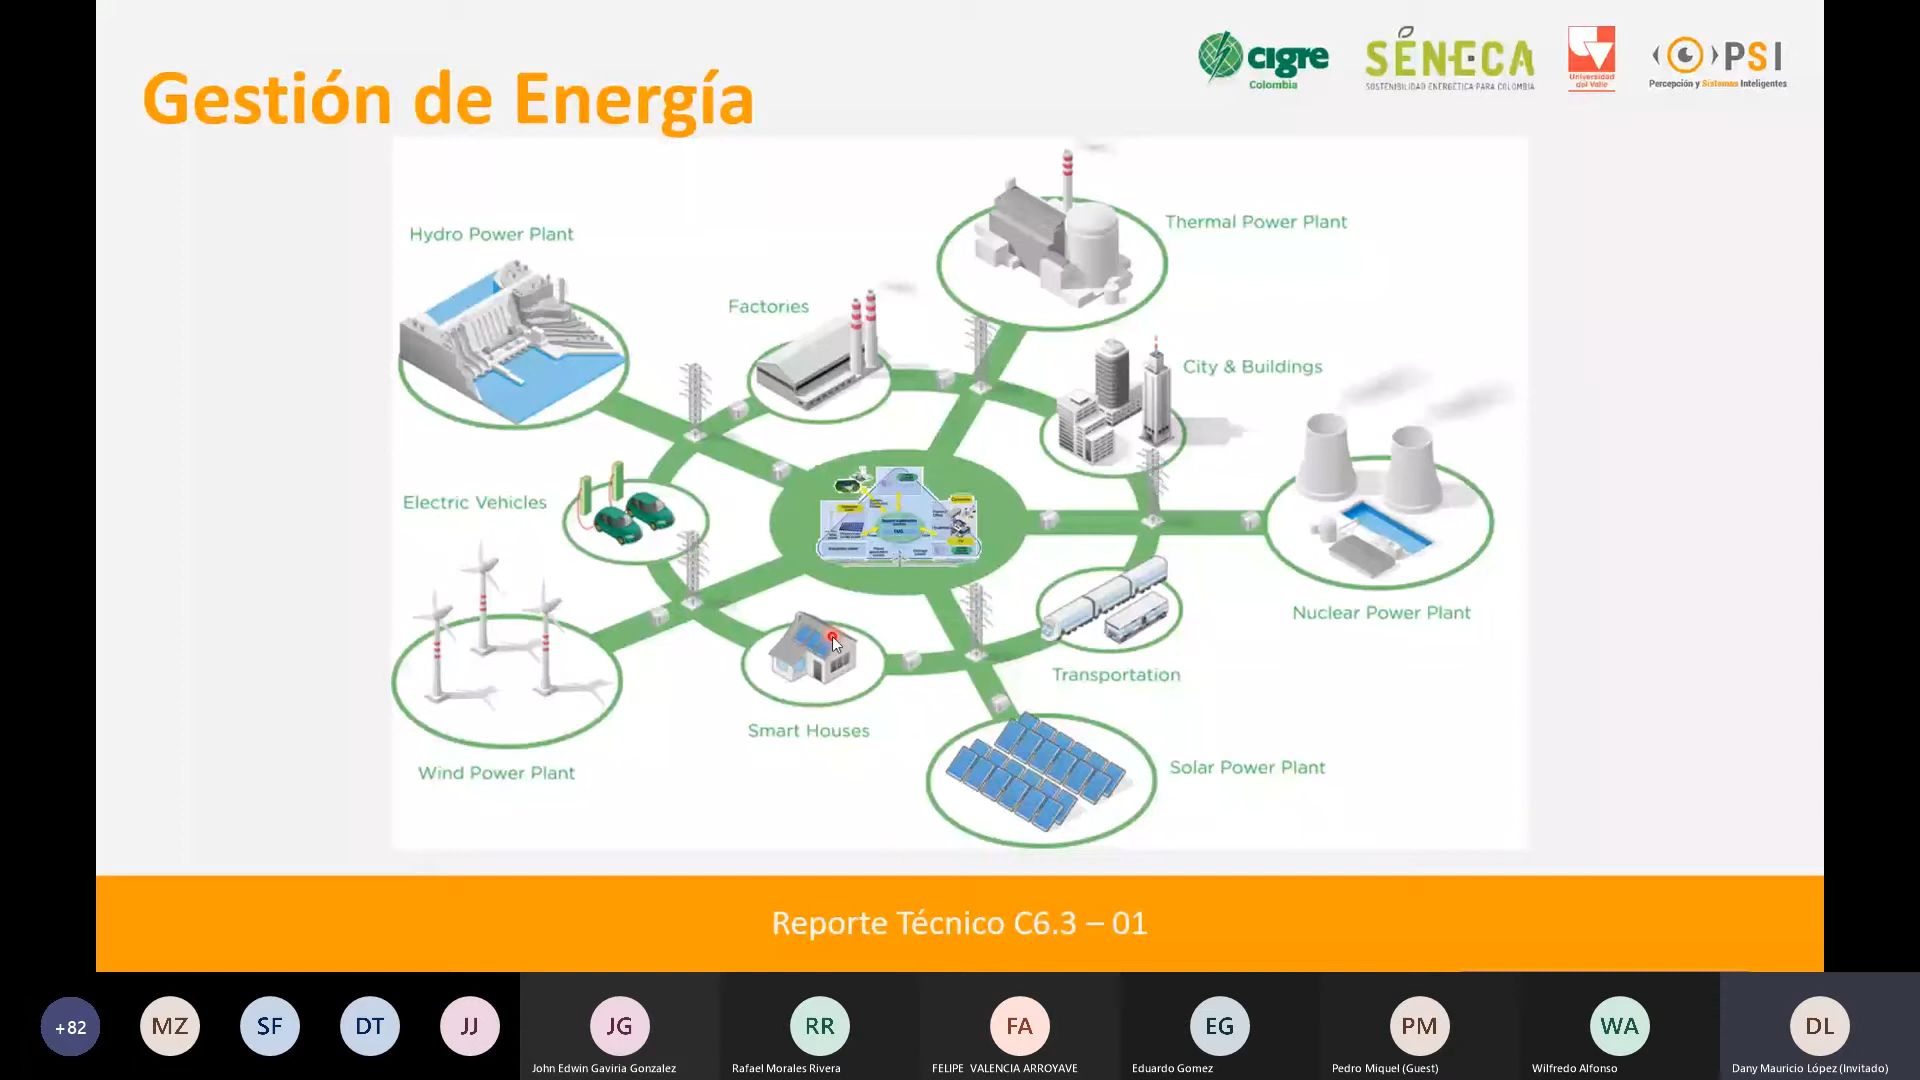 Gestión de Energía
cigre
Colombia
SÉNECA
SOSTENIBILIDAD ENERGÉTICA PARA COLOMBIA
Universidad
del Valle
PSI
Percepción y Sistemas Inteligentes
Hydro Power Plant
Thermal Power Plant
Factories
City & Buildings
Electric Vehicles
Nuclear Power Plant
Transportation
Smart Houses
Wind Power Plant
Solar Power Plant
Reporte Técnico C6.3 – 01
+82
MZ
SF
DT
JJ
JG
RR
FA
EG
PM
WA
DL
John Edwin Gaviria Gonzalez
Rafael Morales Rivera
FELIPE VALENCIA ARROYAVE
Eduardo Gomez
Pedro Miquel (Guest)
Wilfredo Alfonso
Dany Mauricio López (Invitado)